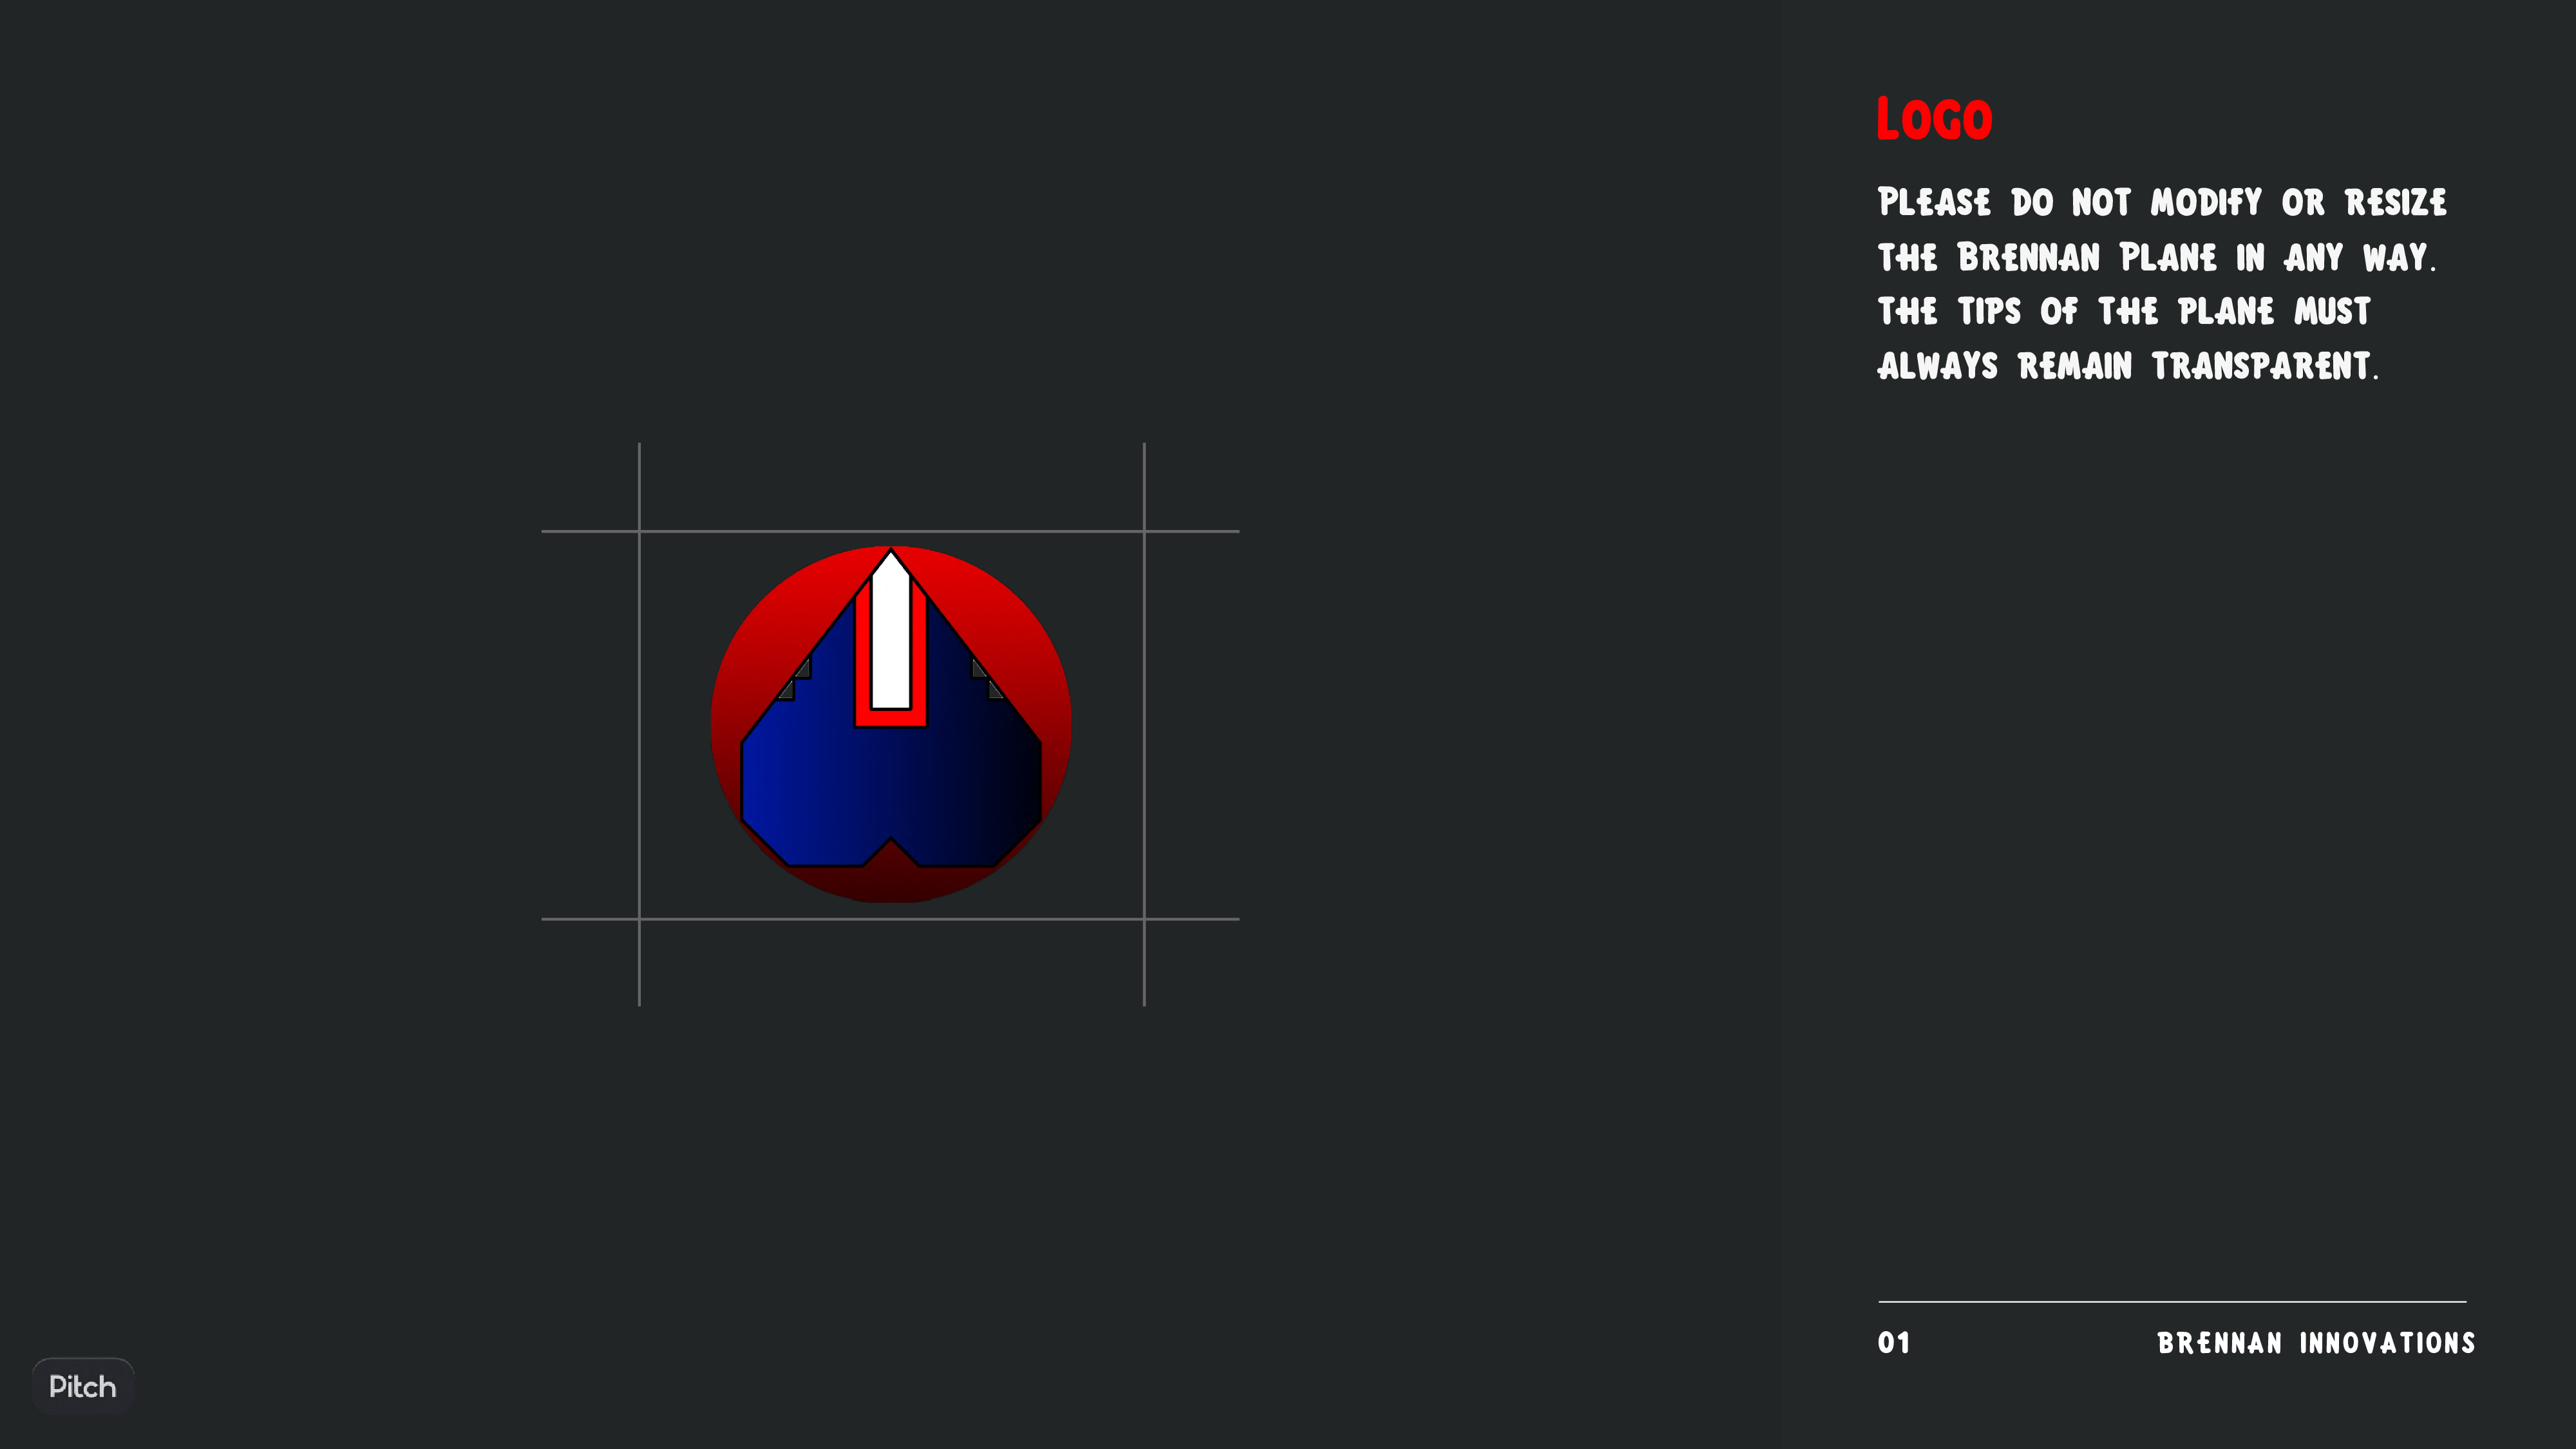 Logo
Please do not modify or resize
the Brennan Plane in any way.
The tips of the plane must
always remain transparent.
01
Brennan Innovations
Pitch